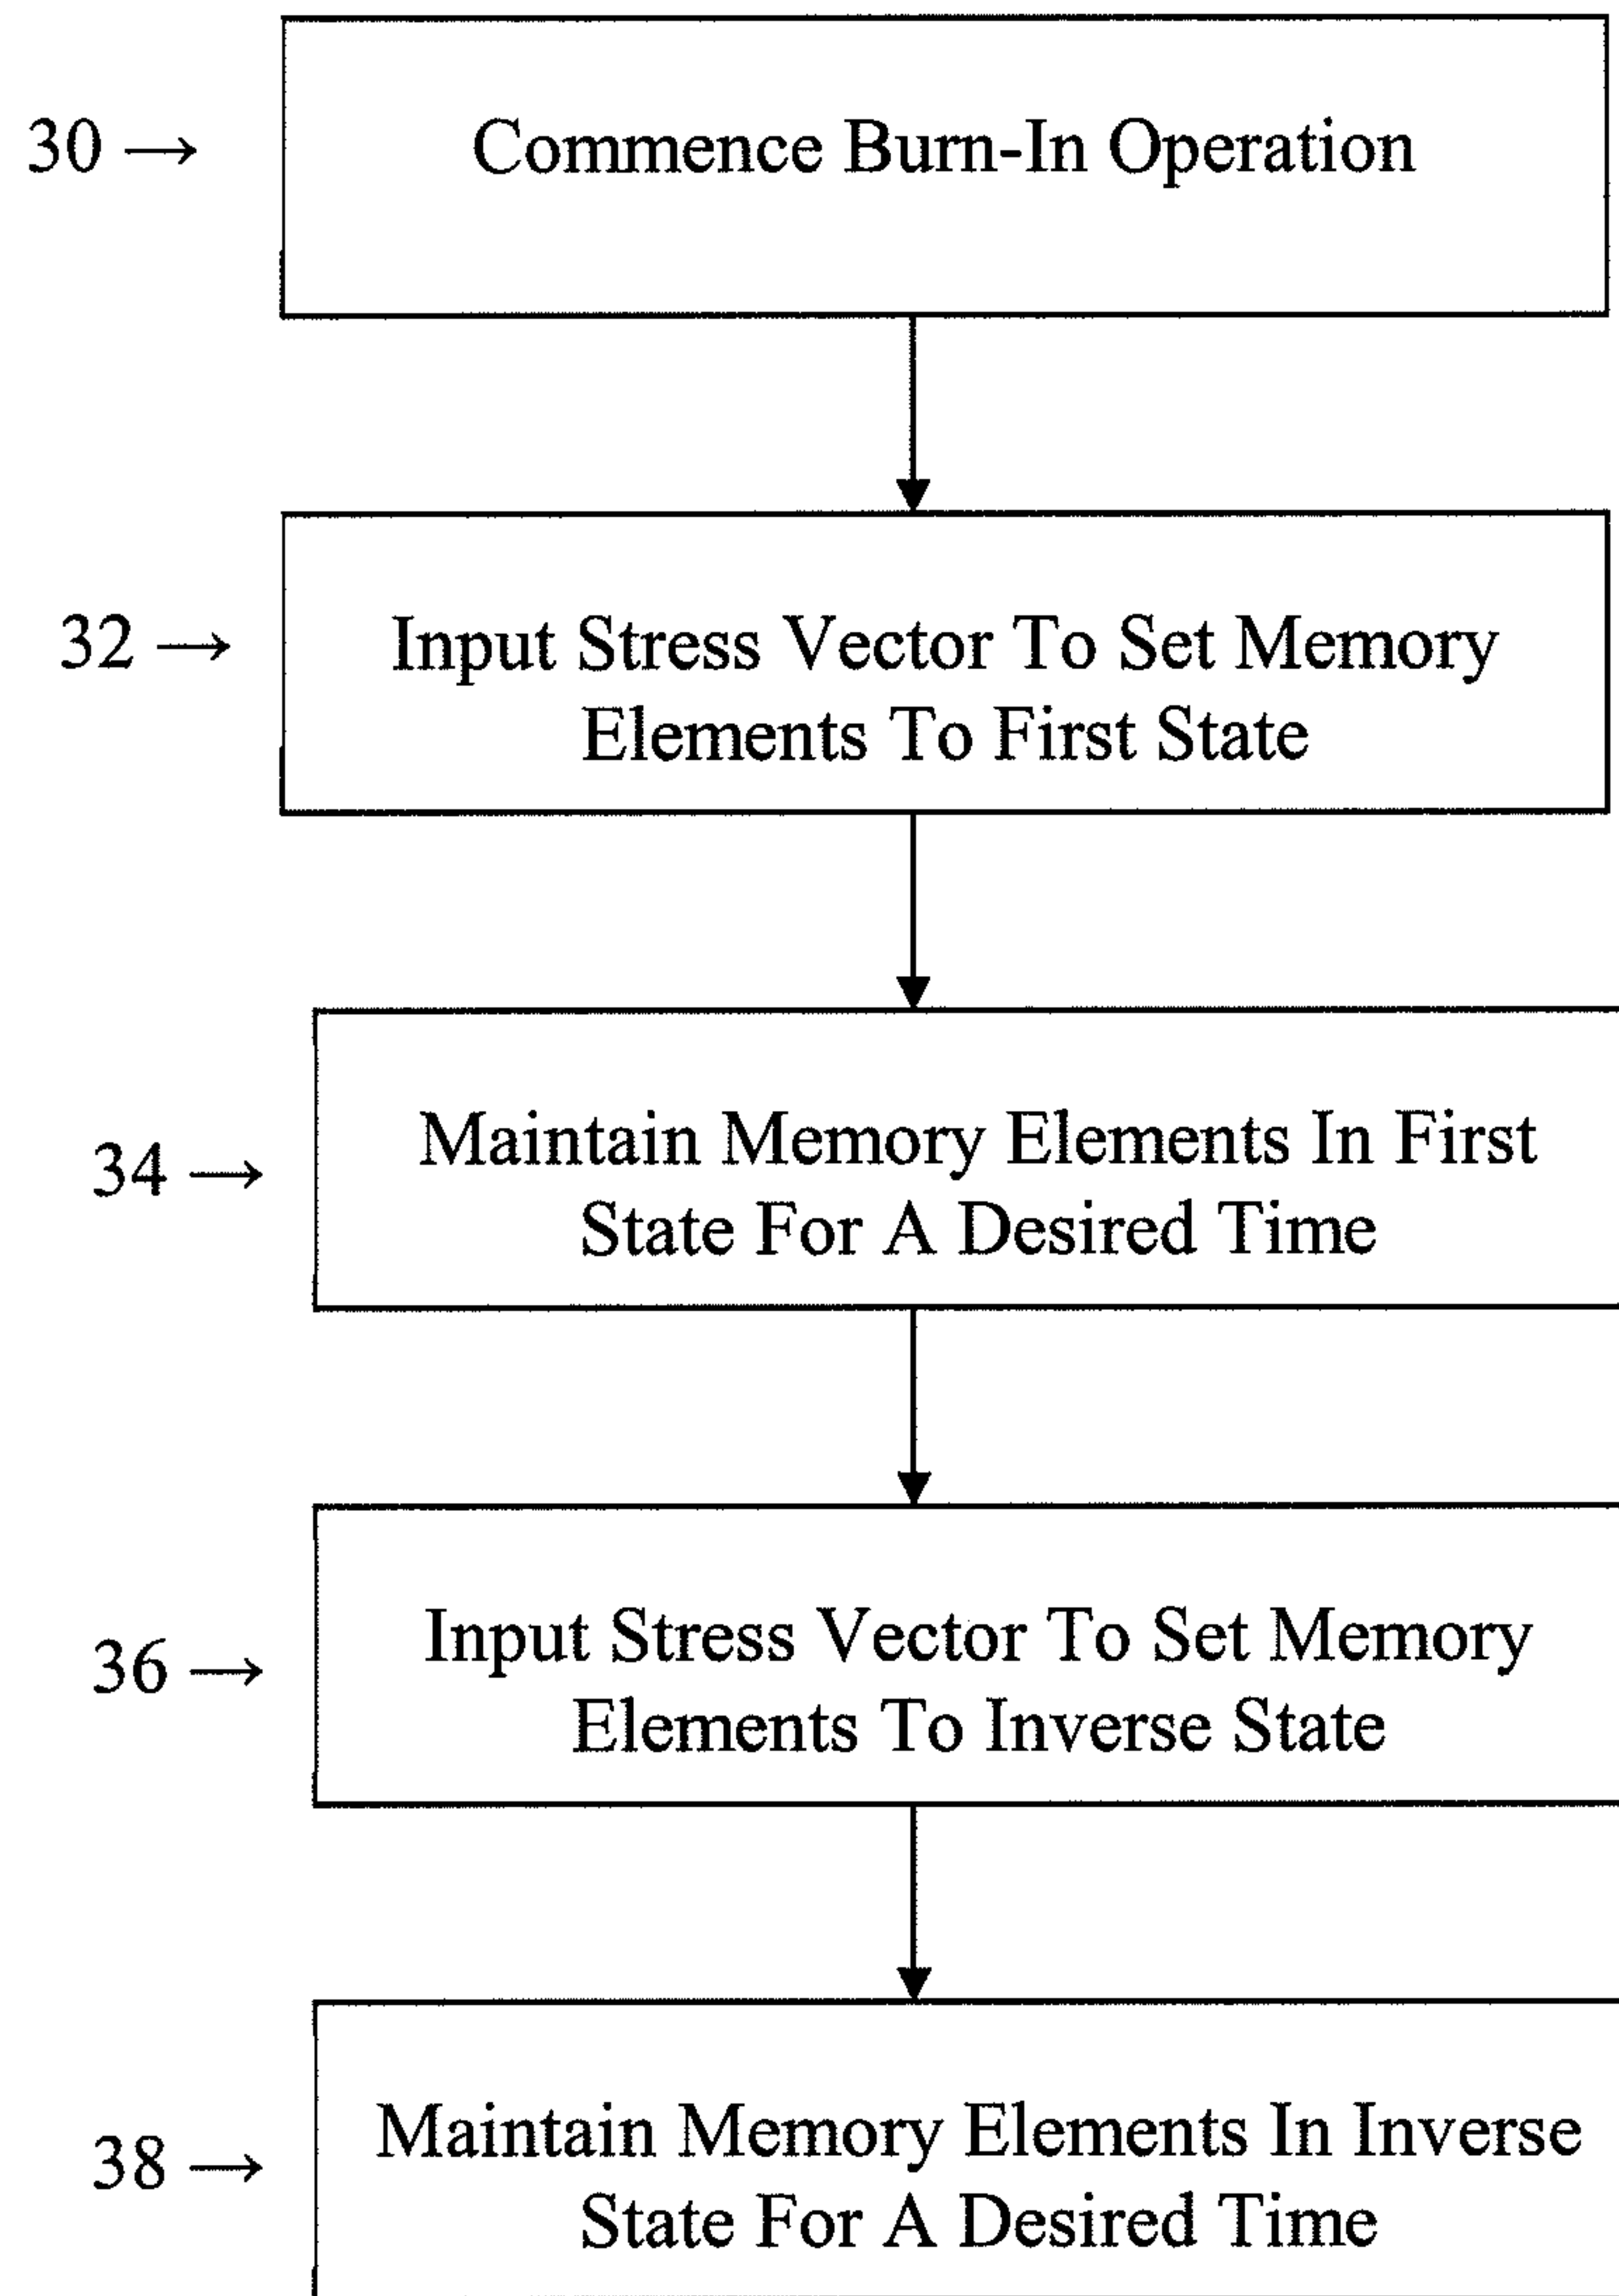 30 → Commence Burn-In Operation
32 → Input Stress Vector To Set Memory
Elements To First State
34 → Maintain Memory Elements In First
State For A Desired Time
36 → Input Stress Vector To Set Memory
Elements To Inverse State
38 → Maintain Memory Elements In Inverse
State For A Desired Time